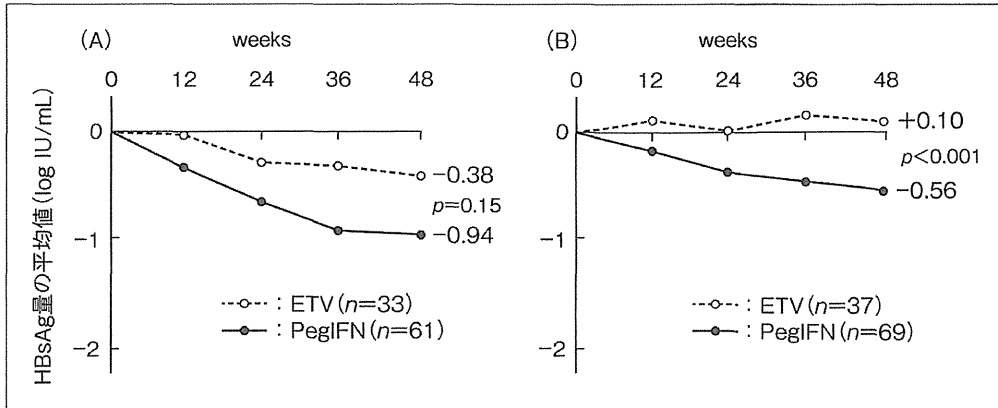 (A) weeks
0 12 24 36 48
0
-1
-2
HBsAg量の平均値(log IU/mL)
−0.38
p=0.15
−0.94
：ETV(n=33)
：PegIFN(n=61)
(B) weeks
0 12 24 36 48
0
-1
-2
+0.10
p<0.001
−0.56
：ETV(n=37)
：PegIFN(n=69)